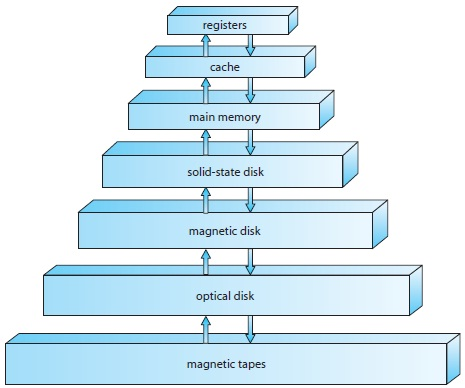 registers
cache
main memory
solid-state disk
magnetic disk
optical disk
magnetic tapes